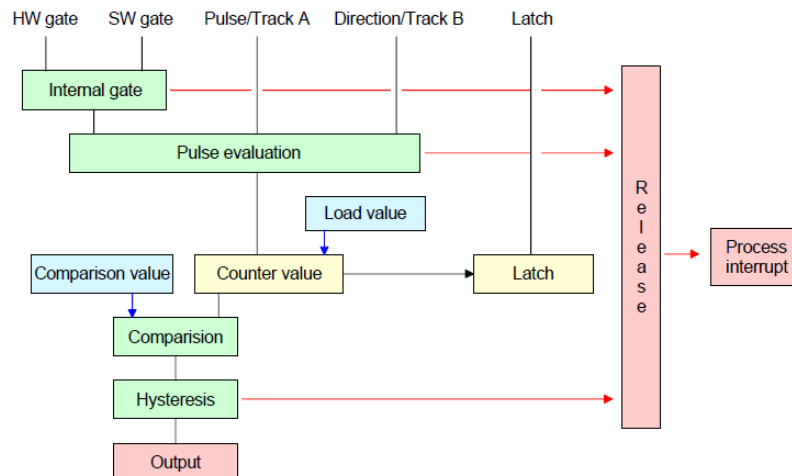 HW gate SW gate Pulse/Track A Direction/Track B Latch
Internal gate
Pulse evaluation
Load value
Comparison value Counter value Latch
Comparision
Hysteresis
Output
Release
Process
interrupt